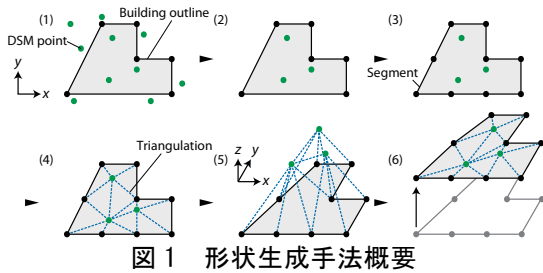 (1)
Building outline
(2)
(3)
DSM point
Segment
y
x
(4)
Triangulation
(5)
z
y
x
(6)
図1 形状生成手法概要